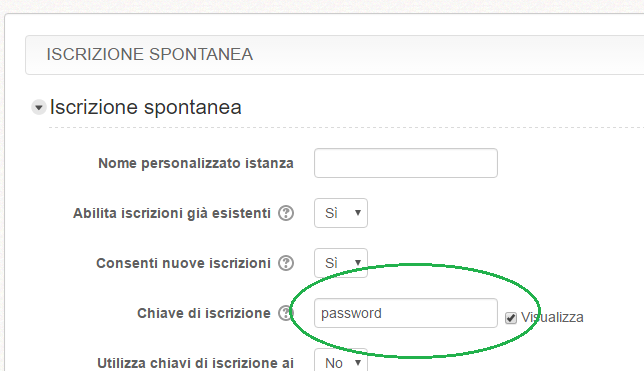 ISCRIZIONE SPONTANEA
Iscrizione spontanea
Nome personalizzato istanza
Abilita iscrizioni già esistenti ? Sì
Consenti nuove iscrizioni ? Sì
Chiave di iscrizione ? password Visualizza
Utilizza chiavi di iscrizione ai No